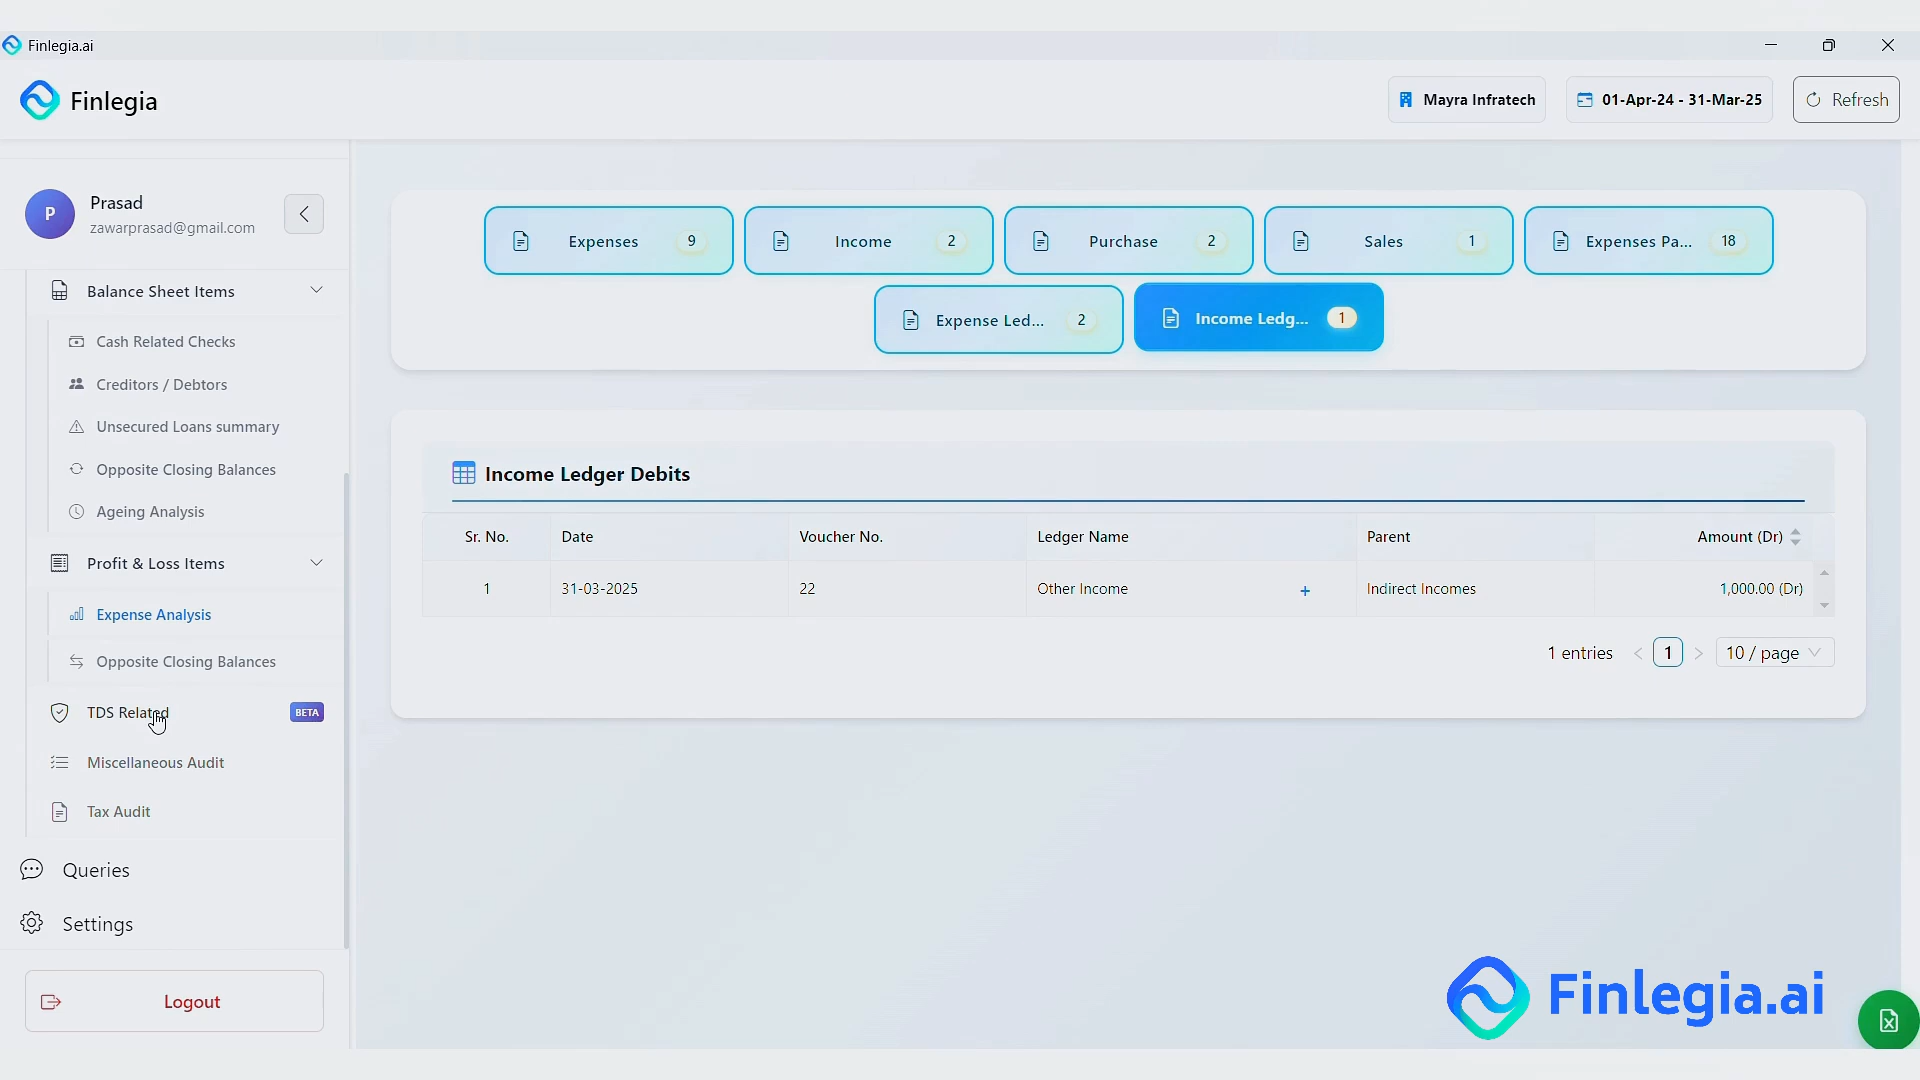 Finlegia.ai
Finlegia
Mayra Infratech
01-Apr-24 - 31-Mar-25
Refresh
P
Prasad
zawarprasad@gmail.com
Balance Sheet Items
Cash Related Checks
Creditors / Debtors
Unsecured Loans summary
Opposite Closing Balances
Ageing Analysis
Profit & Loss Items
Expense Analysis
Opposite Closing Balances
TDS Related BETA
Miscellaneous Audit
Tax Audit
Queries
Settings
Logout
Expenses 9
Income 2
Purchase 2
Sales 1
Expenses Pa... 18
Expense Led... 2
Income Ledg... 1
Income Ledger Debits
Sr. No. Date Voucher No. Ledger Name Parent Amount (Dr)
1 31-03-2025 22 Other Income + Indirect Incomes 1,000.00 (Dr)
1 entries < 1 > 10 / page
Finlegia.ai